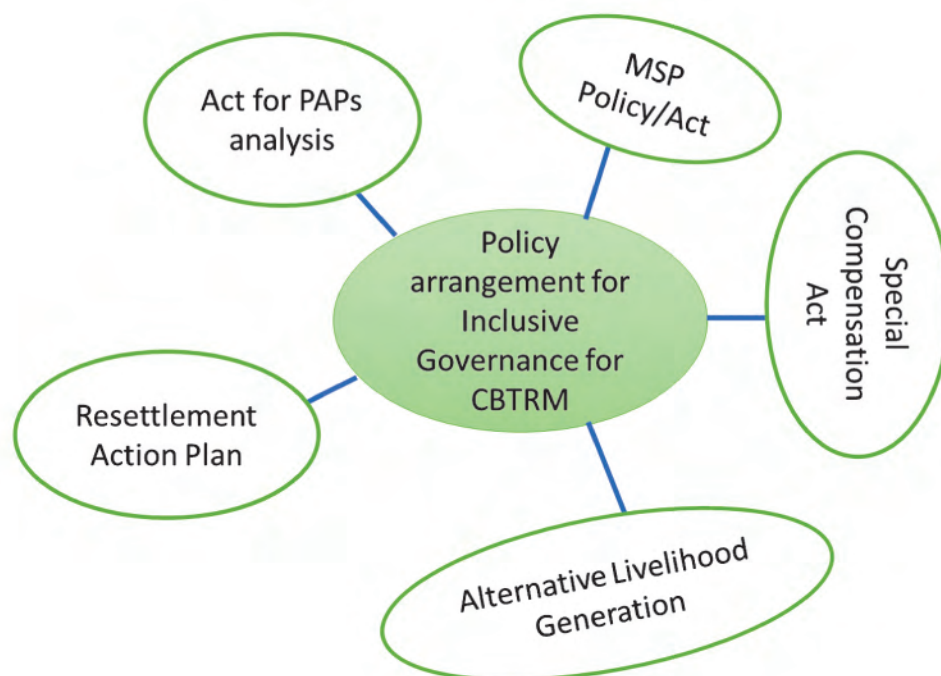 Act for PAPs
analysis
MSP
Policy/Act
Special
Compensation
Act
Policy
arrangement for
Inclusive
Governance for
CBTRM
Resettlement
Action Plan
Alternative Livelihood
Generation